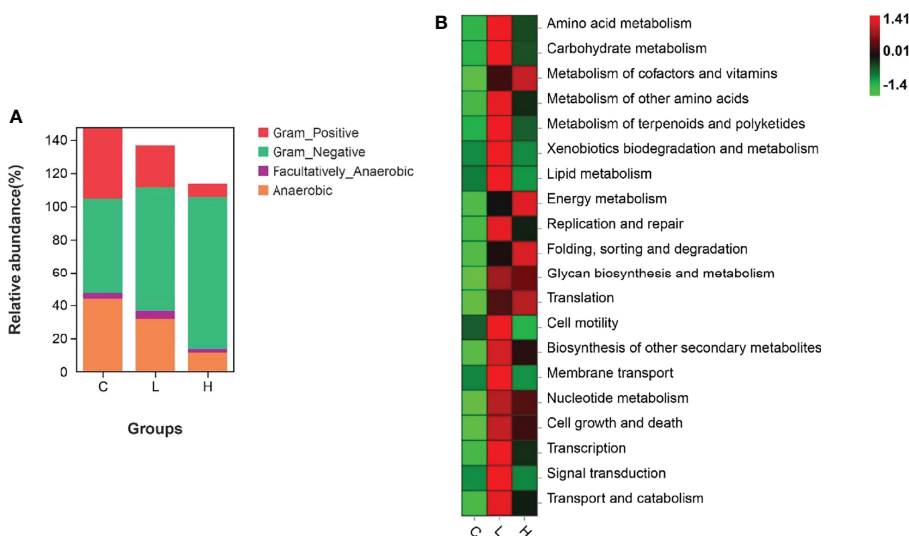 A
Relative abundance(%)
140
120
100
80
60
40
20
0
C
L
H
Groups
Gram_Positive
Gram_Negative
Facultatively_Anaerobic
Anaerobic
B
Amino acid metabolism
Carbohydrate metabolism
Metabolism of cofactors and vitamins
Metabolism of other amino acids
Metabolism of terpenoids and polyketides
Xenobiotics biodegradation and metabolism
Lipid metabolism
Energy metabolism
Replication and repair
Folding, sorting and degradation
Glycan biosynthesis and metabolism
Translation
Cell motility
Biosynthesis of other secondary metabolites
Membrane transport
Nucleotide metabolism
Cell growth and death
Transcription
Signal transduction
Transport and catabolism
C
L
H
1.41
0.01
-1.4